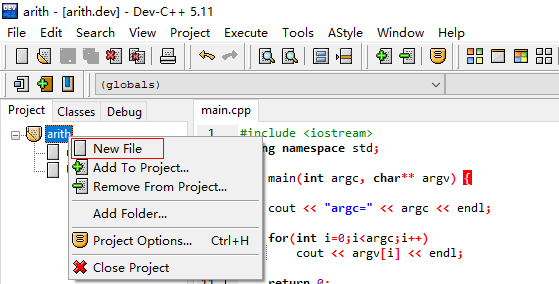 arith - [arith.dev] - Dev-C++ 5.11
File Edit Search View Project Execute Tools AStyle Window Help
(globals)
Project Classes Debug
main.cpp
arith
1 #include <iostream>
ng namespace std;
main(int argc, char** argv) {
cout << "argc=" << argc << endl;
for(int i=0;i<argc;i++)
cout << argv[i] << endl;
return 0;
New File
Add To Project...
Remove From Project...
Add Folder...
Project Options... Ctrl+H
Close Project